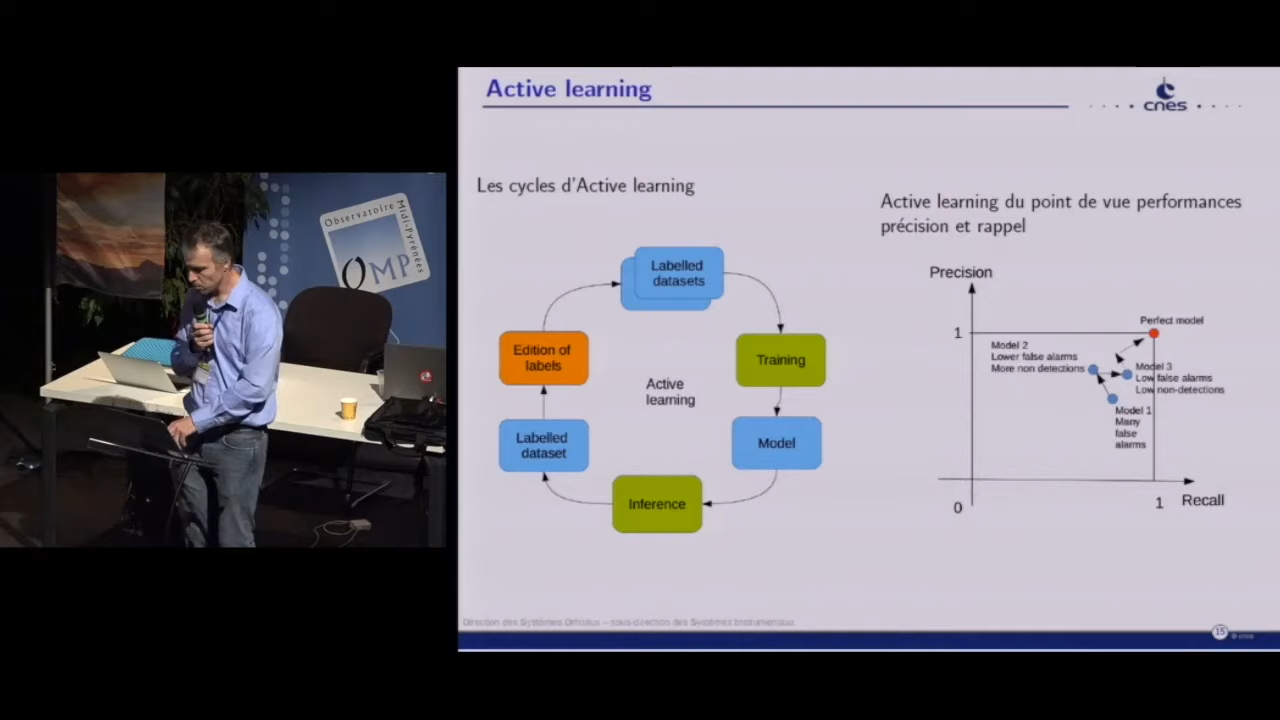 Active learning
cnes
Les cycles d'Active learning
Active learning du point de vue performances
précision et rappel
Labelled
datasets
Training
Model
Inference
Labelled
dataset
Edition of
labels
Active
learning
Precision
1
Perfect model
Model 2
Lower false alarms
More non detections
Model 3
Low false alarms
Low non-detections
Model 1
Many
false
alarms
0
1
Recall
Direction des Systèmes Orbitaux – sous-direction des Systèmes Instrumentaux
15
© cnes
Observatoire
Midi-Pyrénées
OMP